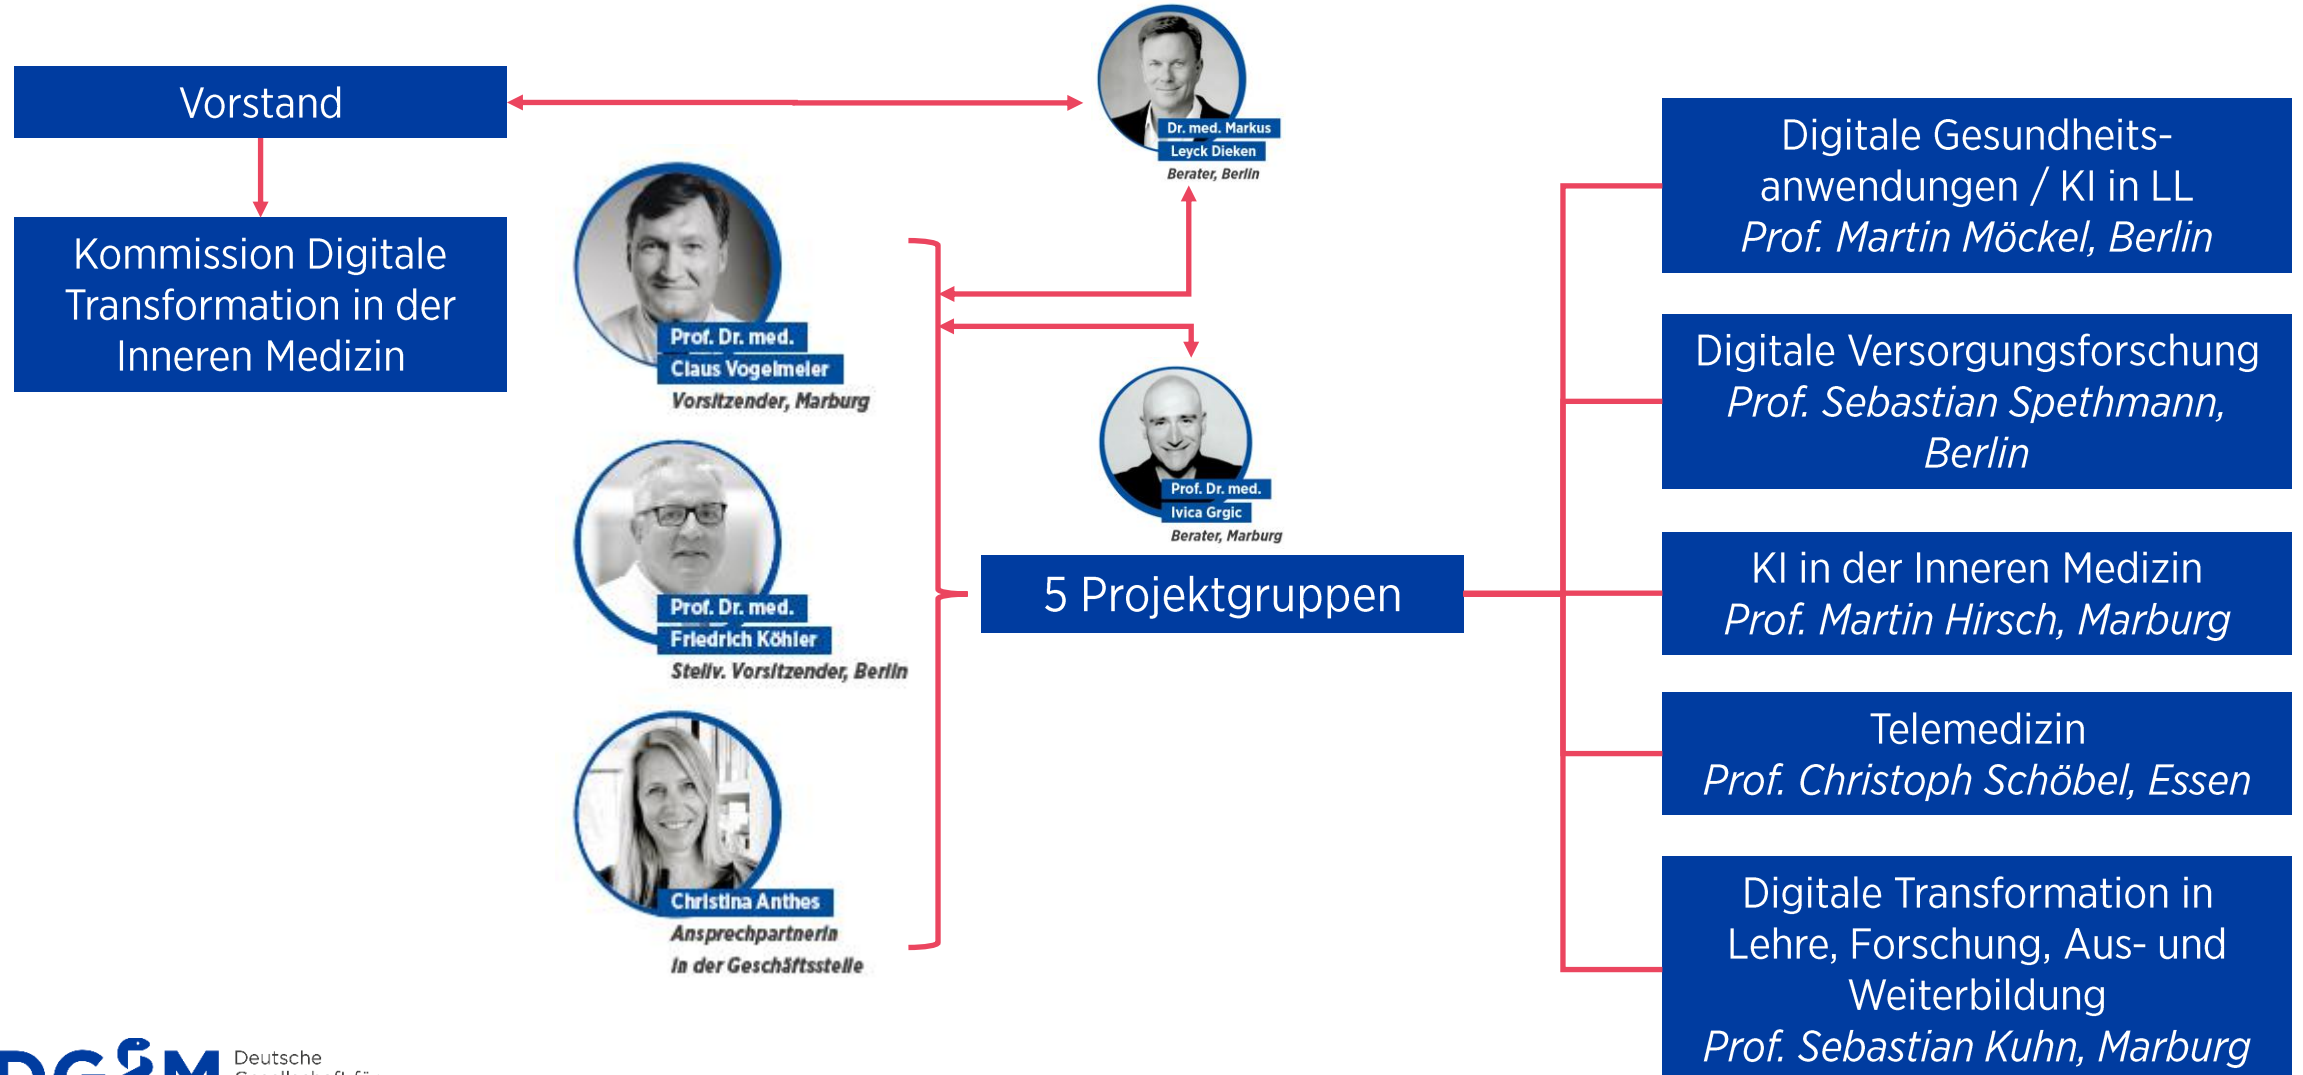 Vorstand
Kommission Digitale
Transformation in der
Inneren Medizin
Dr. med. Markus
Leyck Dieken
Berater, Berlin
Prof. Dr. med.
Claus Vogelmeier
Vorsitzender, Marburg
Prof. Dr. med.
Friedrich Köhler
Stellv. Vorsitzender, Berlin
Christina Anthes
Ansprechpartnerin
in der Geschäftsstelle
Prof. Dr. med.
Ivica Grgic
Berater, Marburg
5 Projektgruppen
Digitale Gesundheits-
anwendungen / KI in LL
Prof. Martin Möckel, Berlin
Digitale Versorgungsforschung
Prof. Sebastian Spethmann,
Berlin
KI in der Inneren Medizin
Prof. Martin Hirsch, Marburg
Telemedizin
Prof. Christoph Schöbel, Essen
Digitale Transformation in
Lehre, Forschung, Aus- und
Weiterbildung
Prof. Sebastian Kuhn, Marburg
DGIM
Deutsche
Gesellschaft für